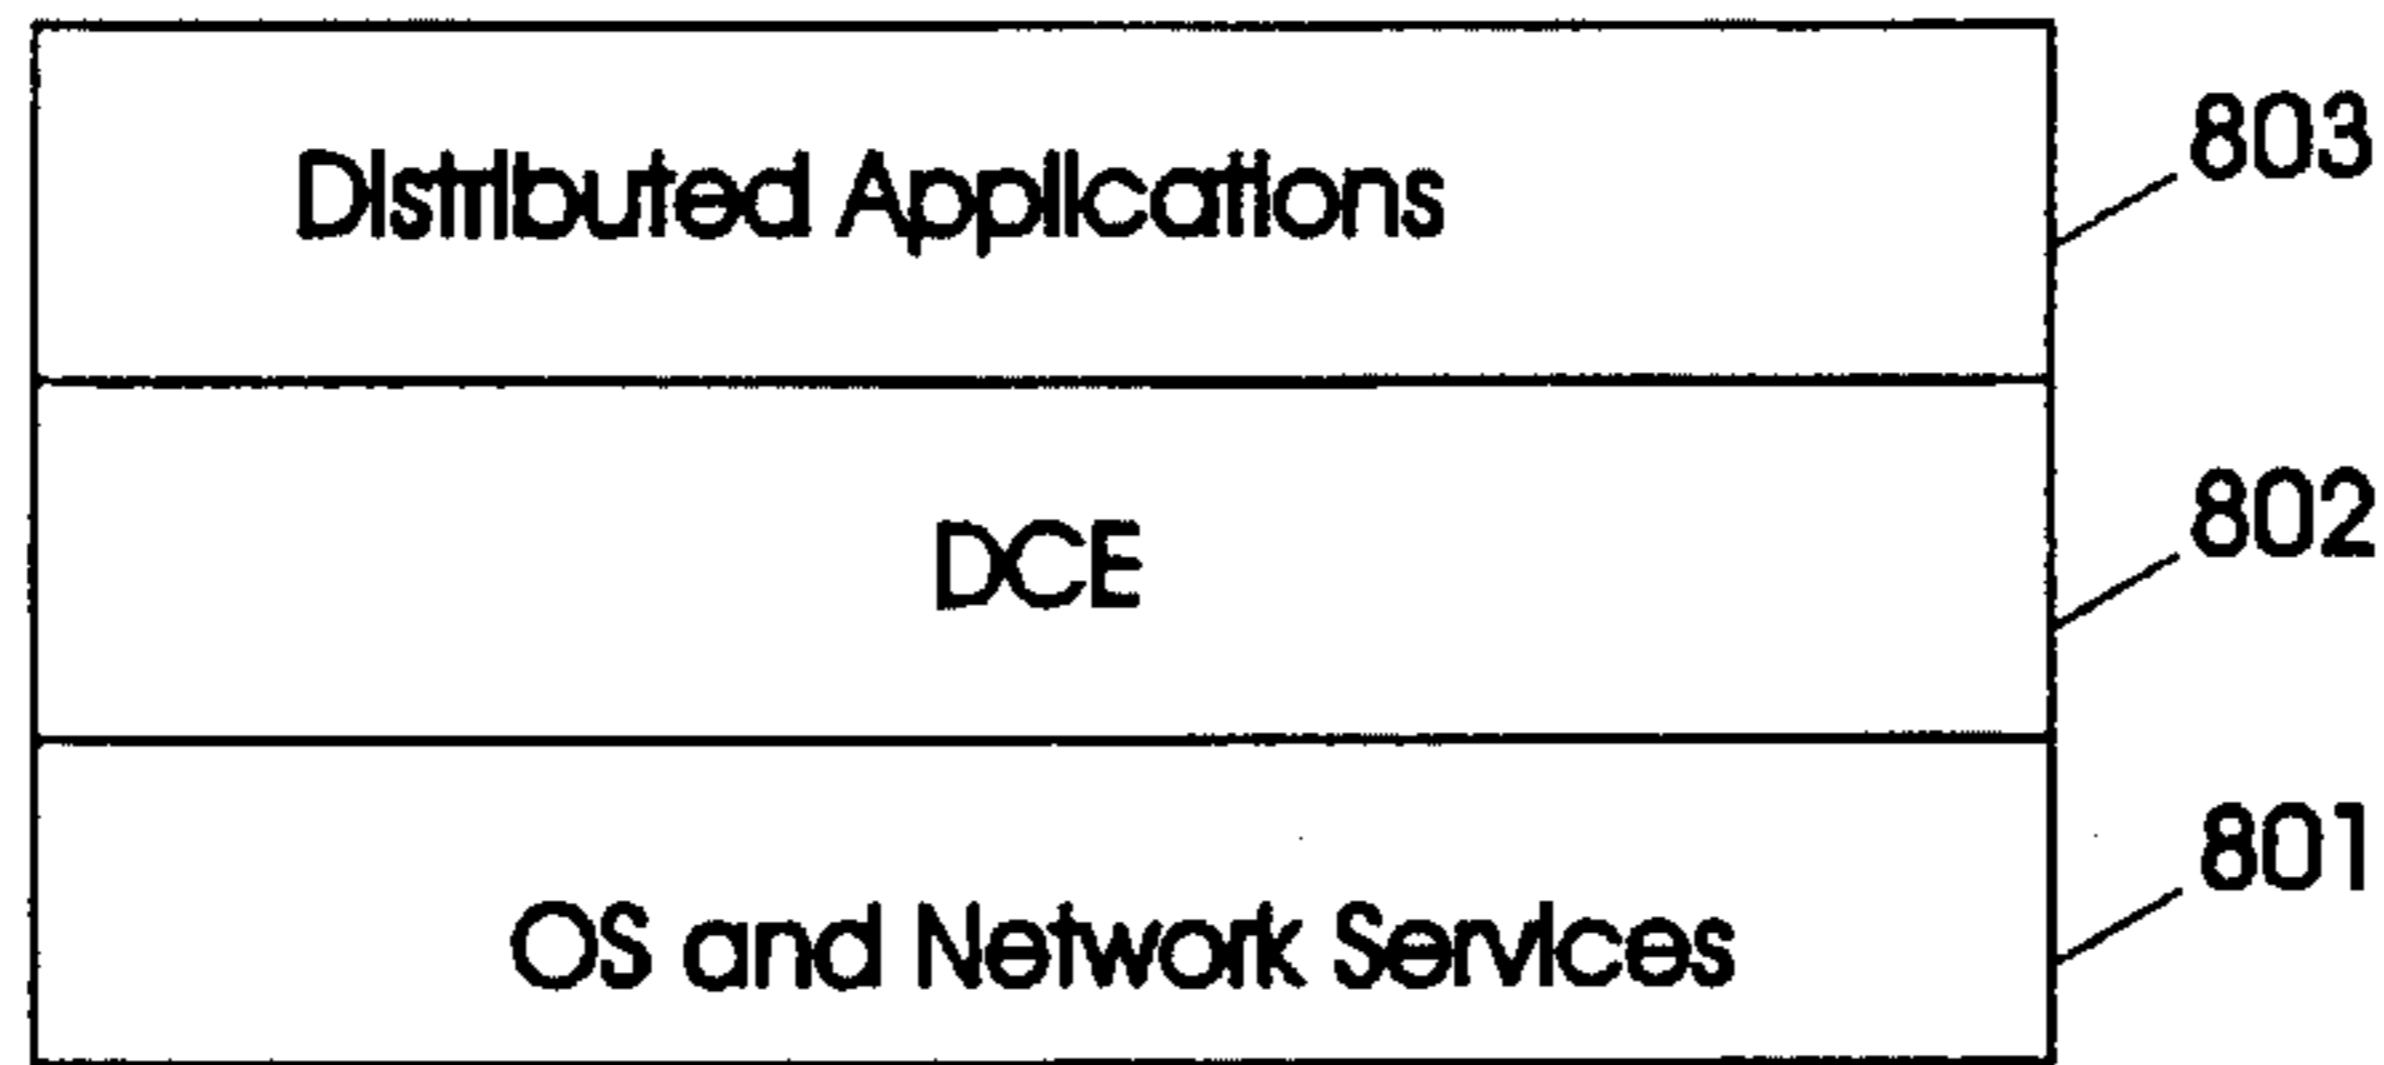 Distributed Applications
803
DCE
802
OS and Network Services
801